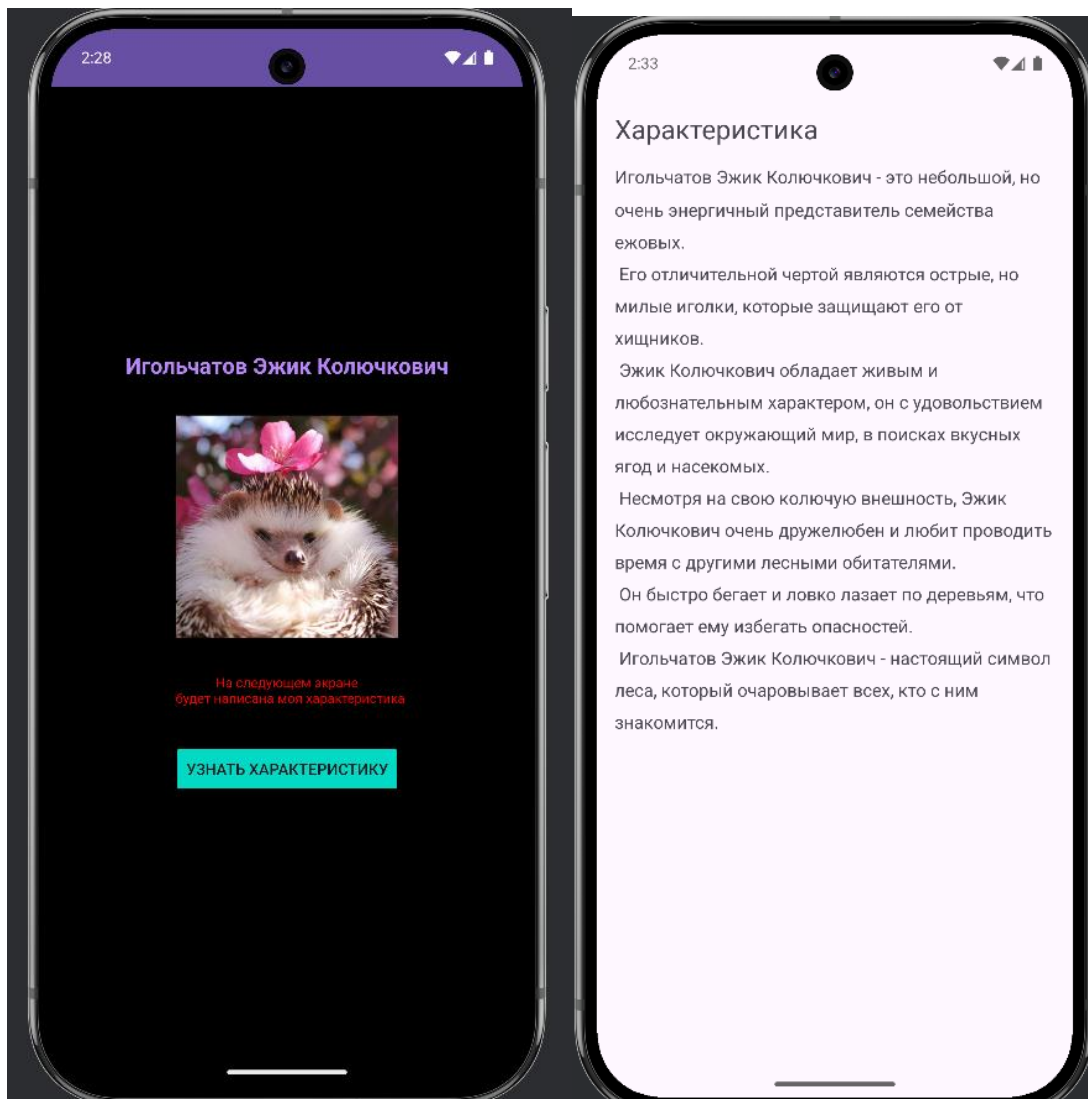 2:28
Игольчатов Эжик Колючкович
На следующем экране
будет написана моя характеристика
УЗНАТЬ ХАРАКТЕРИСТИКУ
2:33
Характеристика
Игольчатов Эжик Колючкович - это небольшой, но
очень энергичный представитель семейства
ежовых.
Его отличительной чертой являются острые, но
милые иголки, которые защищают его от
хищников.
Эжик Колючкович обладает живым и
любознательным характером, он с удовольствием
исследует окружающий мир, в поисках вкусных
ягод и насекомых.
Несмотря на свою колючую внешность, Эжик
Колючкович очень дружелюбен и любит проводить
время с другими лесными обитателями.
Он быстро бегает и ловко лазает по деревьям, что
помогает ему избегать опасностей.
Игольчатов Эжик Колючкович - настоящий символ
леса, который очаровывает всех, кто с ним
знакомится.